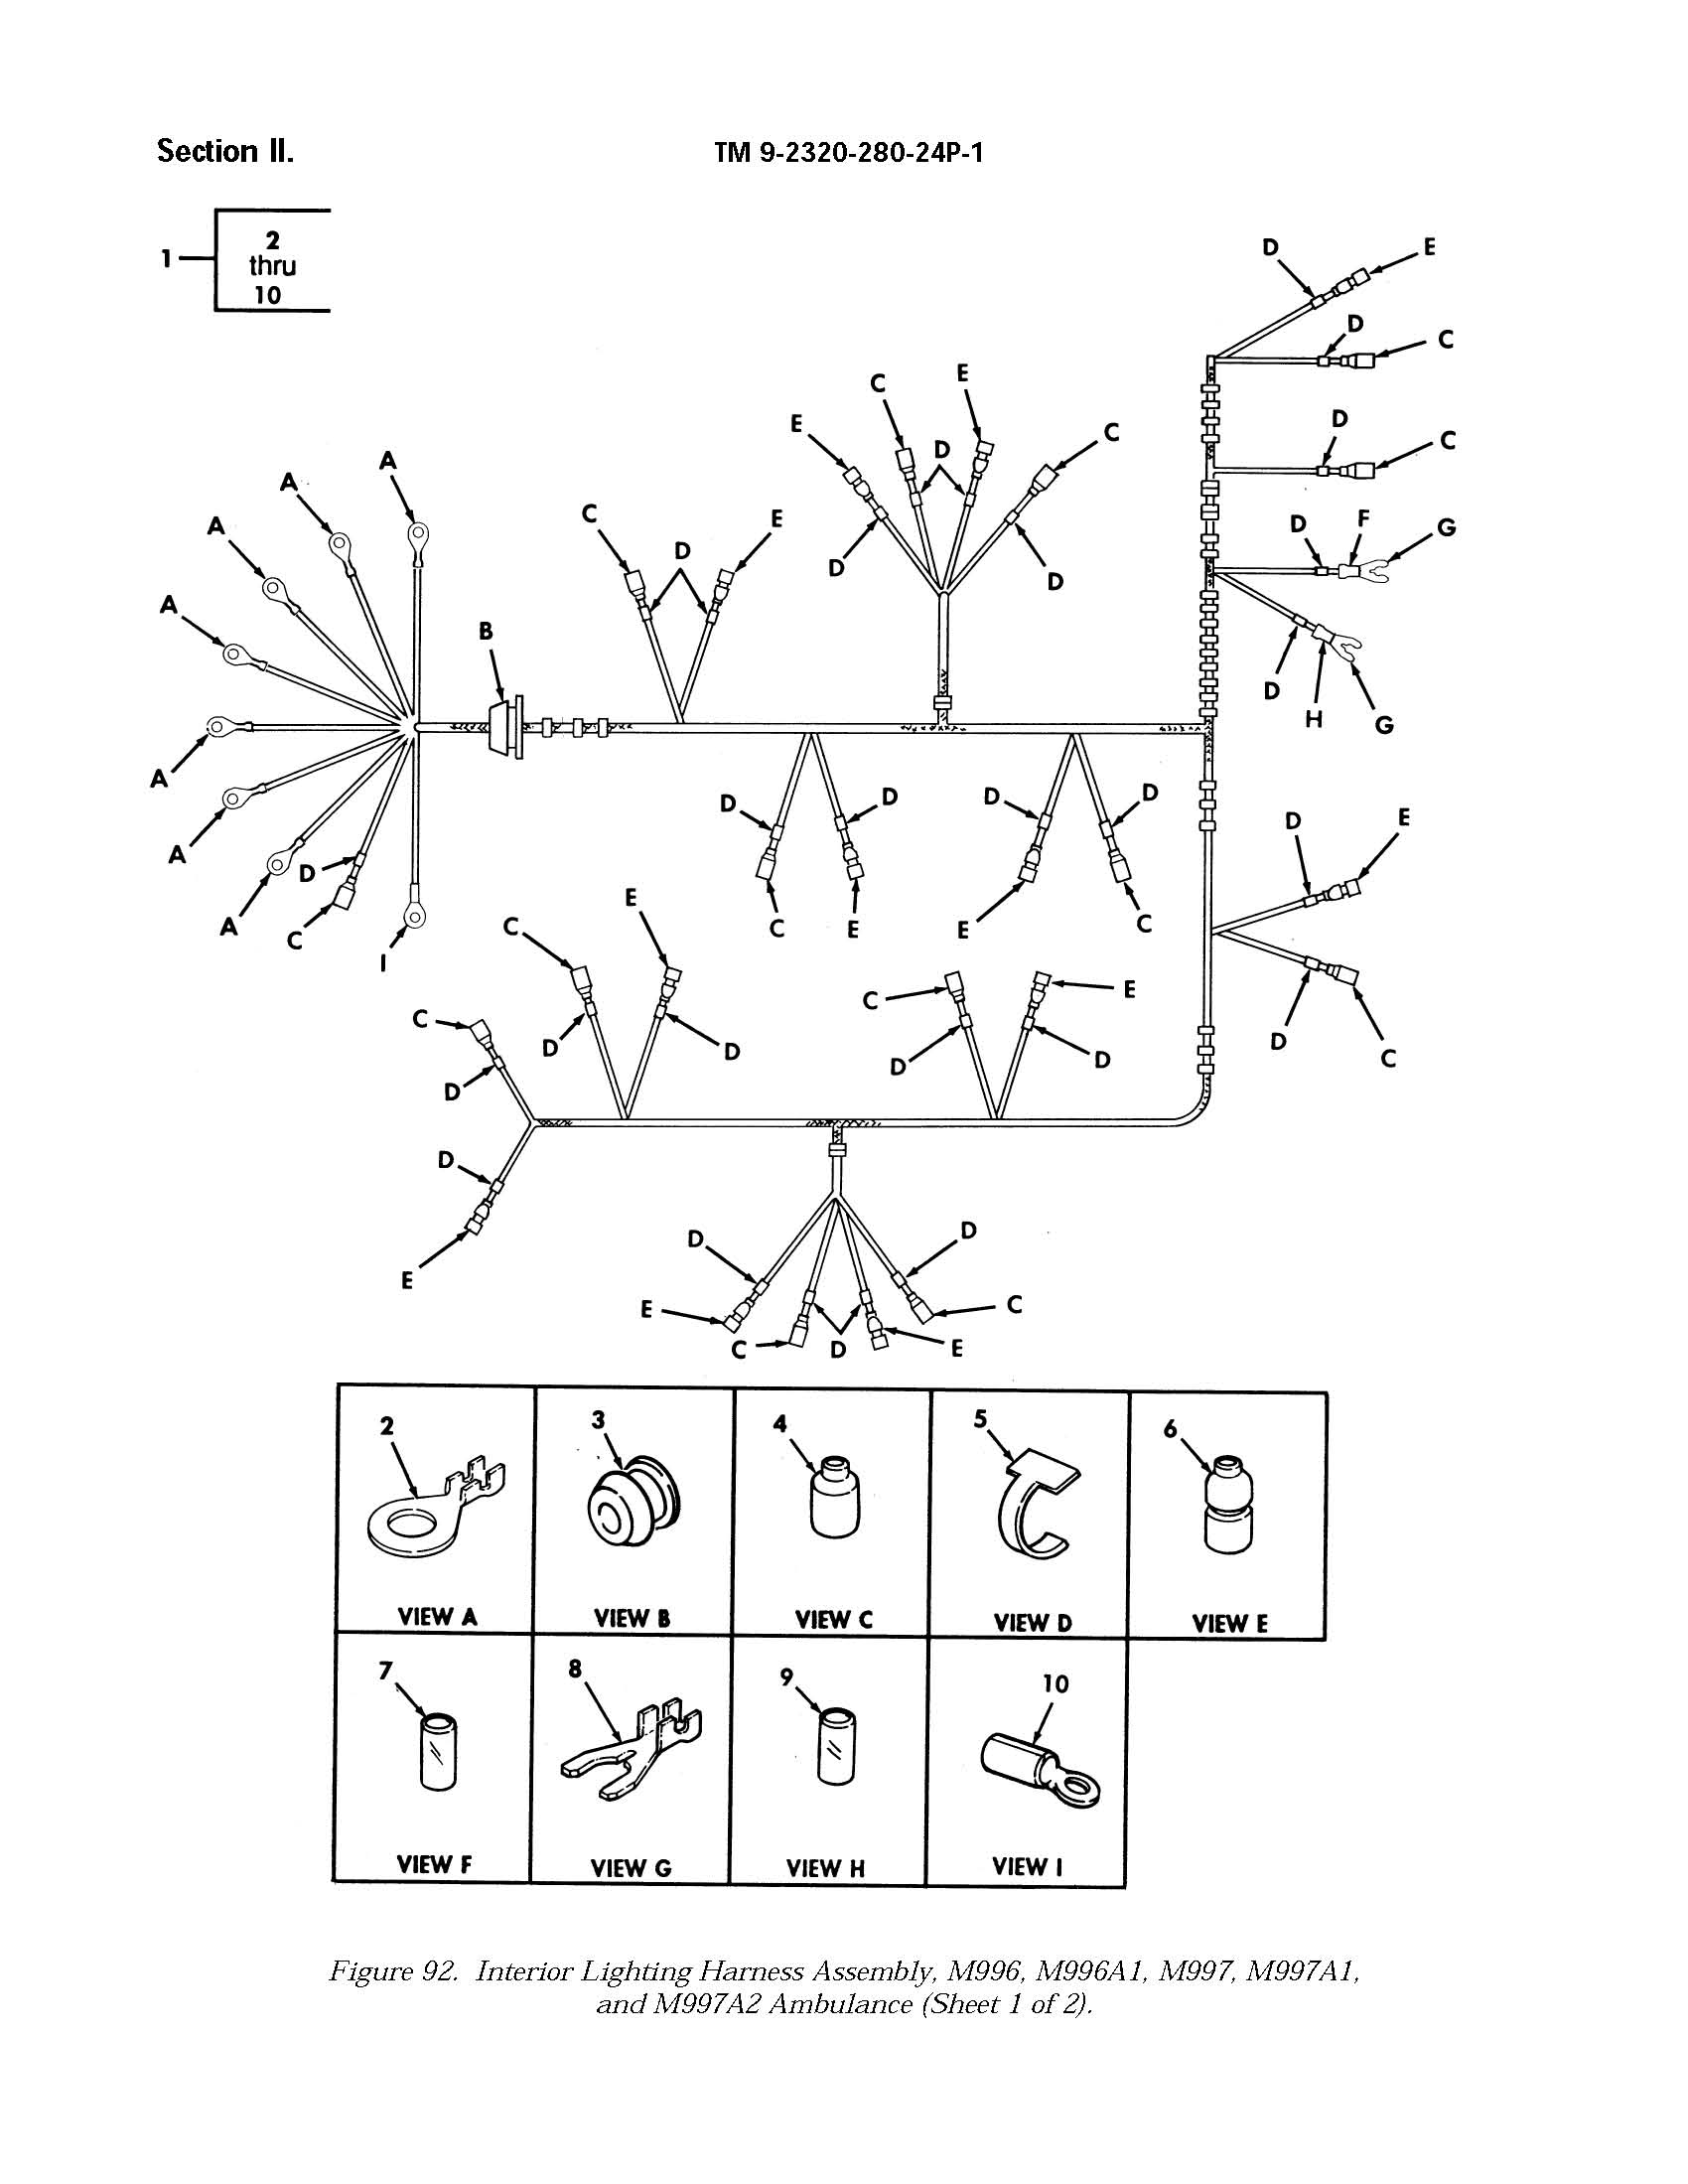 Section II.
TM 9-2320-280-24P-1
1
2
thru
10
D E
D C
D C
D F G
D H G
C E C
E D
D D
C D E
A A A A A A A A
B
D C I
D D D D
C E E C
D E
D C
C E
D D
C E
D D
C
D
D
E
D D
E C
C D E
2 3 4 5 6
VIEW A VIEW B VIEW C VIEW D VIEW E
7 8 9 10
VIEW F VIEW G VIEW H VIEW I
Figure 92. Interior Lighting Harness Assembly, M996, M996A1, M997, M997A1,
and M997A2 Ambulance (Sheet 1 of 2).